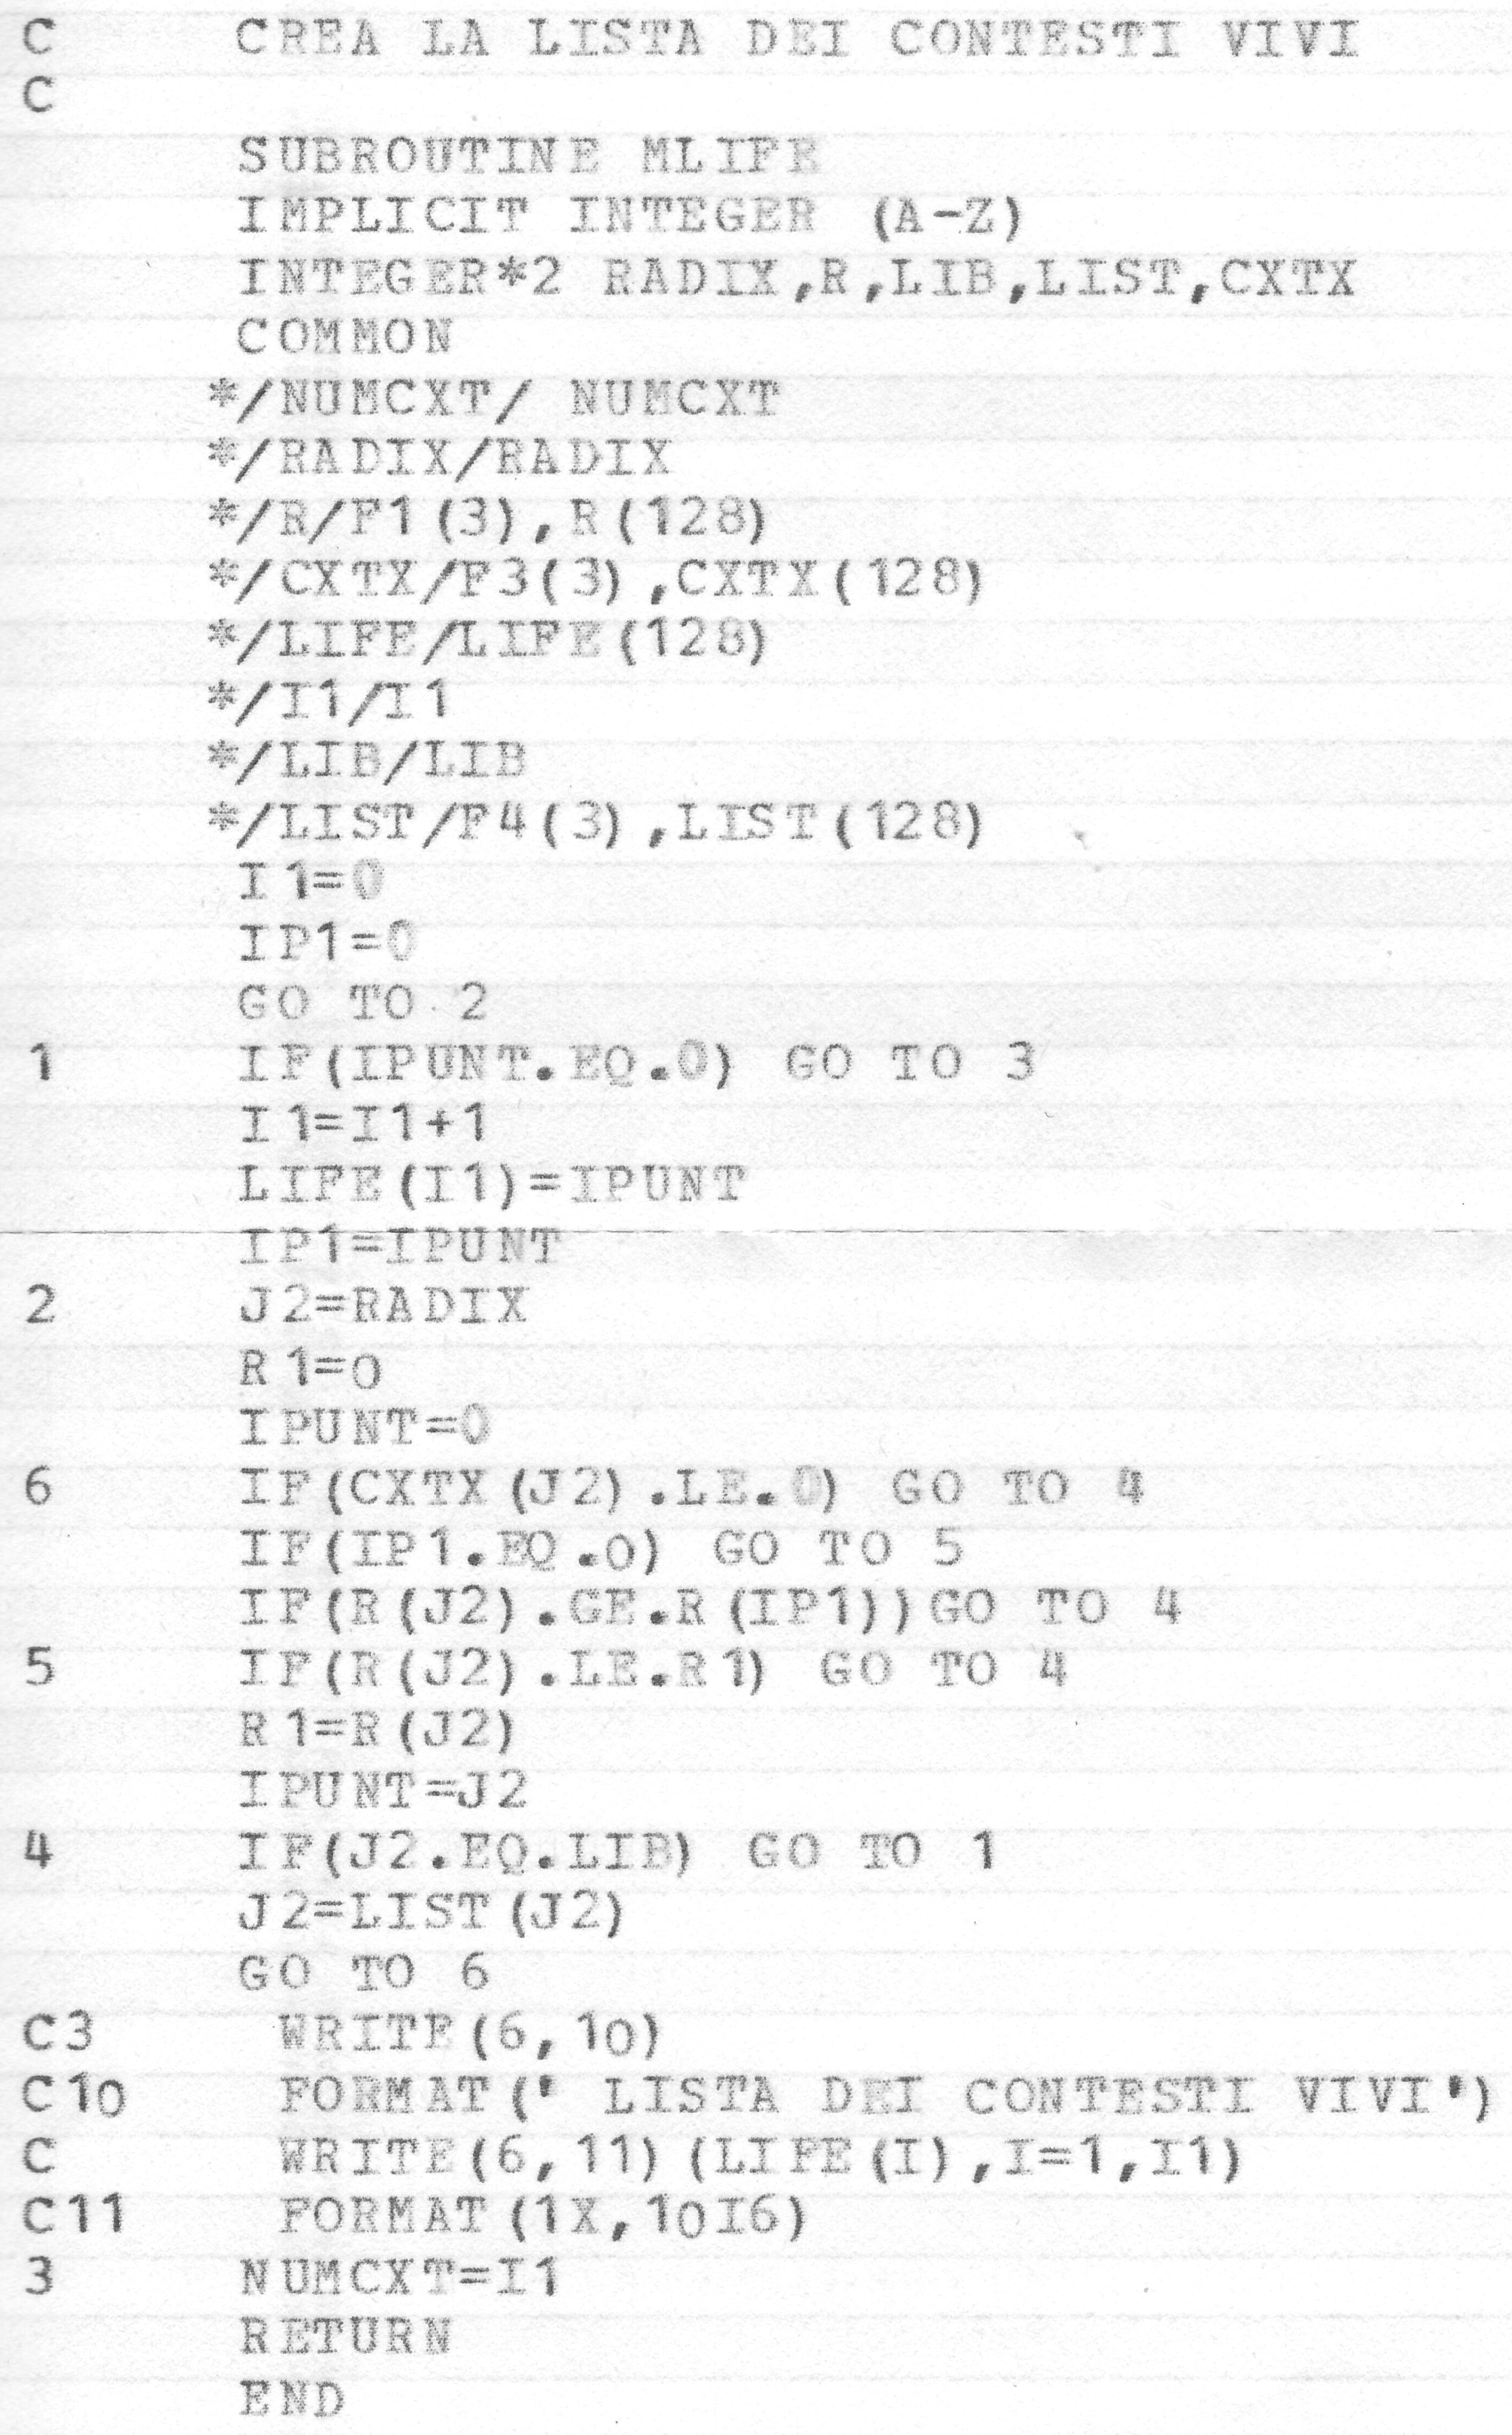 C     CREA LA LISTA DEI CONTESTI VIVI
C
      SUBROUTINE MLIFE
      IMPLICIT INTEGER (A-Z)
      INTEGER*2 RADIX,R,LIB,LIST,CXTX
      COMMON
     */NUMCXT/ NUMCXT
     */RADIX/RADIX
     */R/F1(3),R(128)
     */CXTX/F3(3),CXTX(128)
     */LIFE/LIFE(128)
     */I1/I1
     */LIB/LIB
     */LIST/F4(3),LIST(128)
      I1=0
      IP1=0
      GO TO 2
1     IF(IPUNT.EQ.0) GO TO 3
      I1=I1+1
      LIFE(I1)=IPUNT
      IP1=IPUNT
2     J2=RADIX
      R1=0
      IPUNT=0
6     IF(CXTX(J2).LE.0) GO TO 4
      IF(IP1.EQ.0) GO TO 5
      IF(R(J2).GE.R(IP1))GO TO 4
5     IF(R(J2).LE.R1) GO TO 4
      R1=R(J2)
      IPUNT=J2
4     IF(J2.EQ.LIB) GO TO 1
      J2=LIST(J2)
      GO TO 6
C3     WRITE(6,10)
C10    FORMAT(' LISTA DEI CONTESTI VIVI')
C      WRITE(6,11)(LIFE(I),I=1,I1)
C11    FORMAT(1X,10I6)
3     NUMCXT=I1
      RETURN
      END